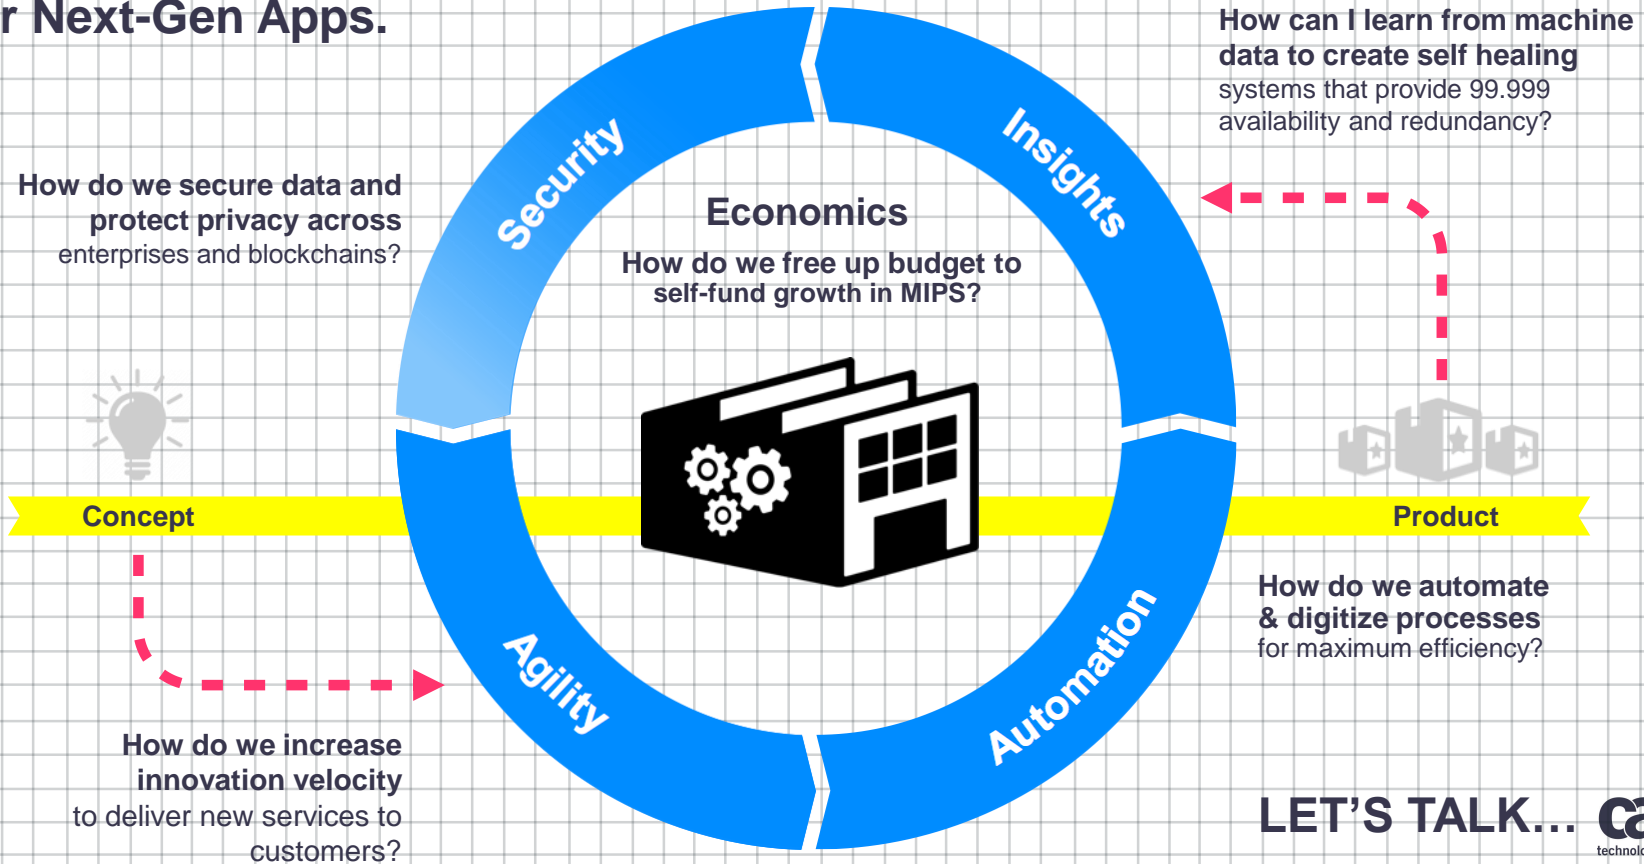 r Next-Gen Apps.
How can I learn from machine
data to create self healing
systems that provide 99.999
availability and redundancy?
Security
Insights
How do we secure data and
protect privacy across
enterprises and blockchains?
Economics
How do we free up budget to
self-fund growth in MIPS?
Concept
Product
How do we automate
& digitize processes
for maximum efficiency?
Agility
Automation
How do we increase
innovation velocity
to deliver new services to
customers?
LET'S TALK...
ca
technolo